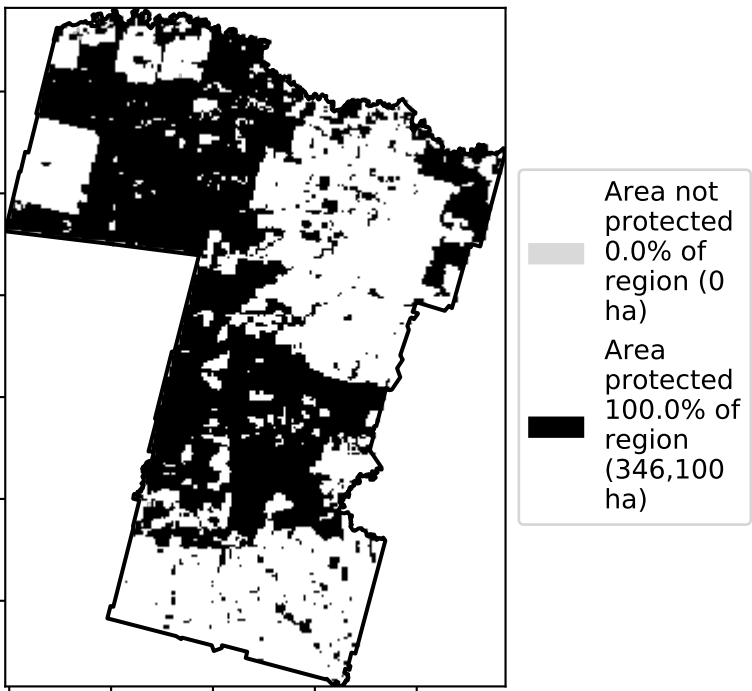 Area not
protected
0.0% of
region (0
ha)
Area
protected
100.0% of
region
(346,100
ha)